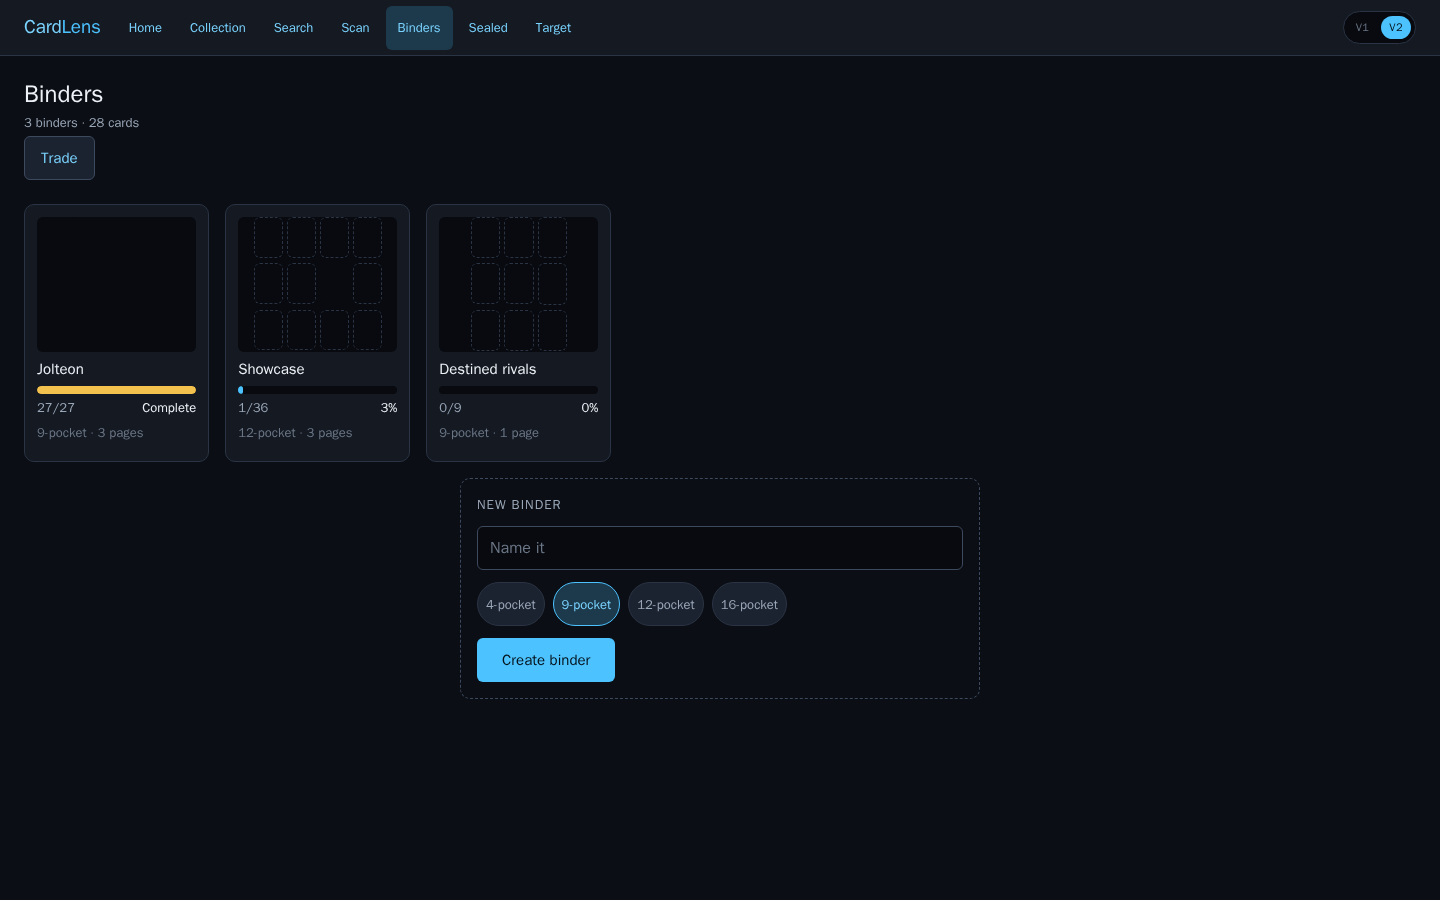 CardLens Home Collection Search Scan Binders Sealed Target V1 V2
Binders
3 binders · 28 cards
Trade
Jolteon
27/27 Complete
9-pocket · 3 pages
Showcase
1/36 3%
12-pocket · 3 pages
Destined rivals
0/9 0%
9-pocket · 1 page
NEW BINDER
Name it
4-pocket 9-pocket 12-pocket 16-pocket
Create binder